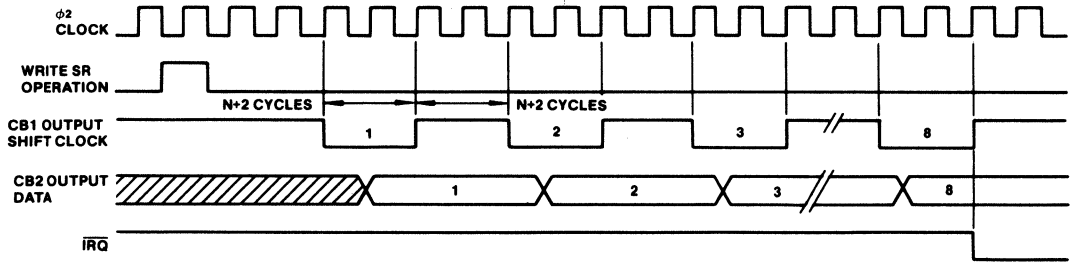 ϕ2
CLOCK
WRITE SR
OPERATION
N+2 CYCLES
N+2 CYCLES
CB1 OUTPUT
SHIFT CLOCK
1
2
3
8
CB2 OUTPUT
DATA
1
2
3
8
IRQ